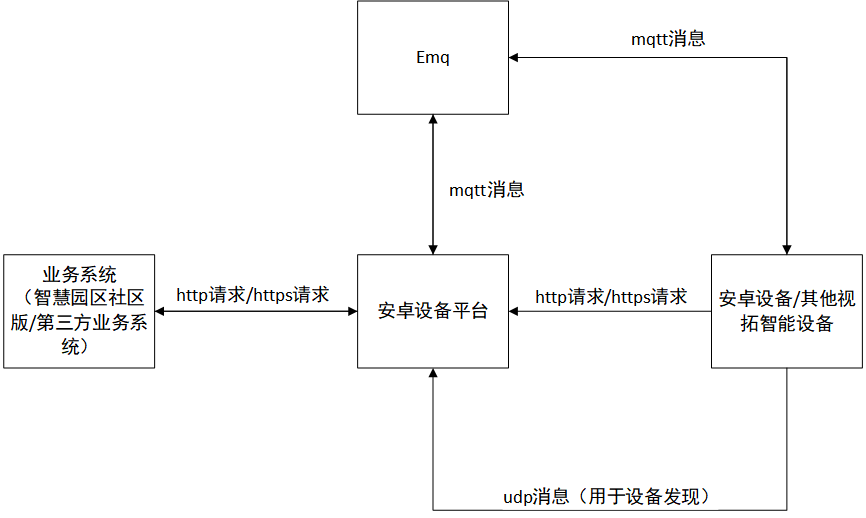 Emq
mqtt消息
mqtt消息
业务系统
（智慧园区社区
版/第三方业务系
统）
http请求/https请求
安卓设备平台
http请求/https请求
安卓设备/其他视
拓智能设备
udp消息（用于设备发现）